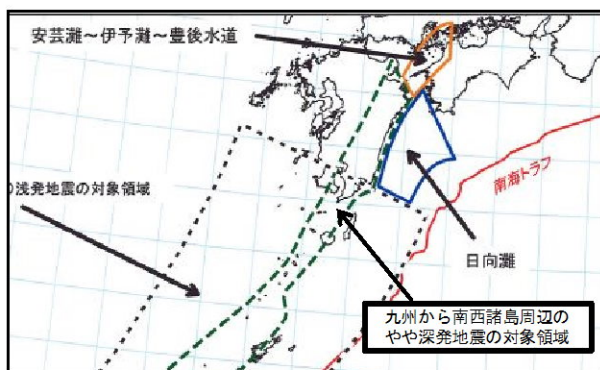 安芸灘～伊予灘～豊後水道
の浅発地震の対象領域
南海トラフ
日向灘
九州から南西諸島周辺の
やや深発地震の対象領域